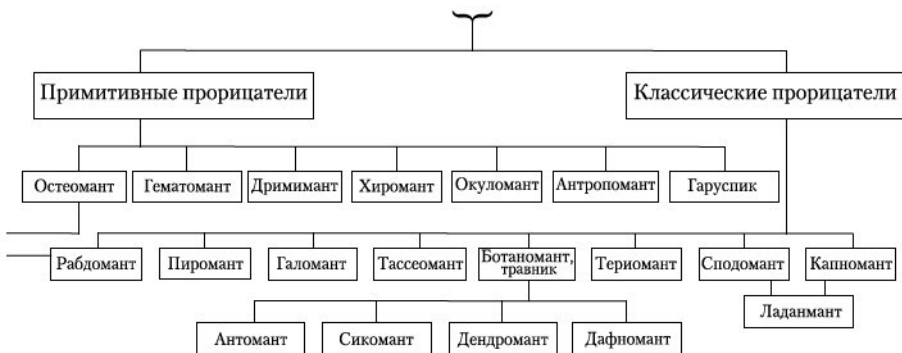 Примитивные прорицатели
Классические прорицатели
Остеомант
Гематомант
Дримимант
Хиромант
Окуломант
Антропомант
Гаруспик
Рабдомант
Пиромант
Галомант
Тассеомант
Ботаномант,
травник
Териомант
Сподомант
Капномант
Ладанмант
Антомант
Сикомант
Дендромант
Дафномант